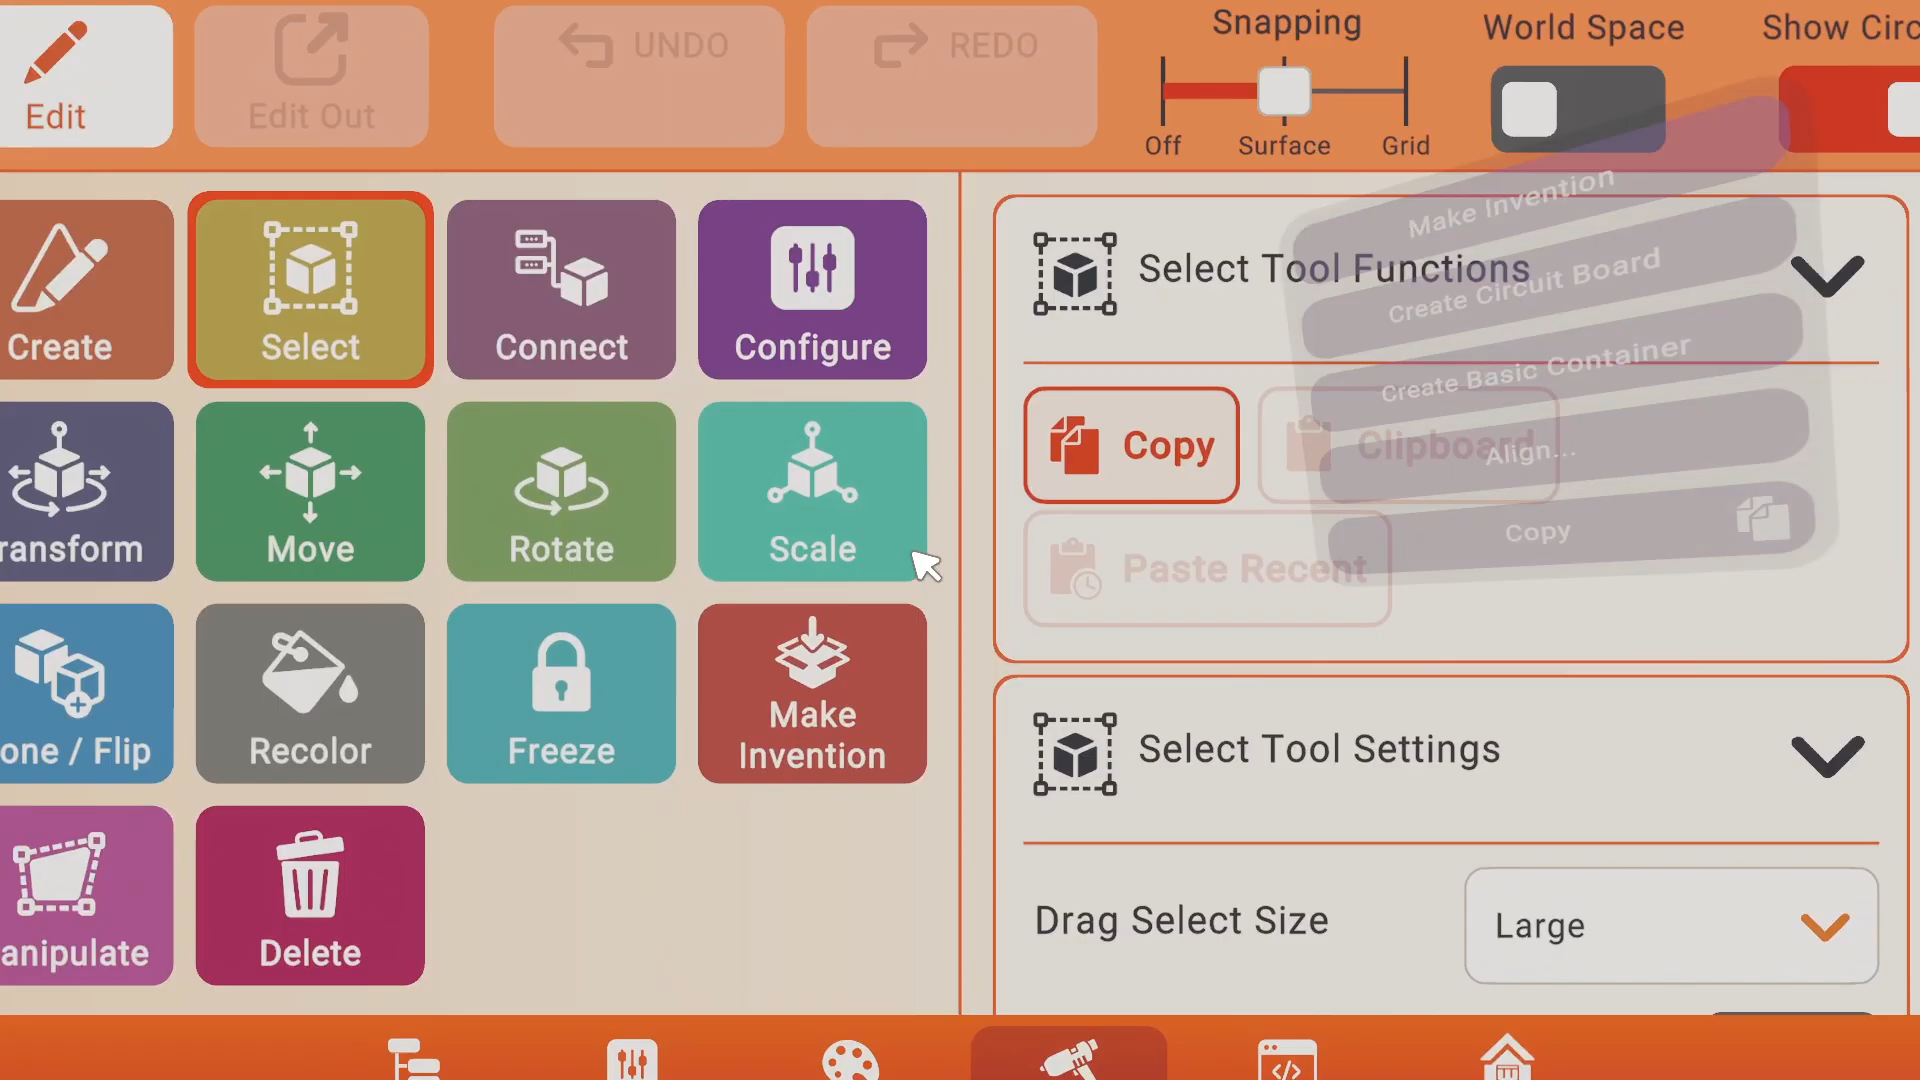 Edit
Edit Out
UNDO
REDO
Snapping
Off
Surface
Grid
World Space
Show Circ
Create
Select
Connect
Configure
ransform
Move
Rotate
Scale
one / Flip
Recolor
Freeze
Make
Invention
anipulate
Delete
Select Tool Functions
Copy
Clipboard
Paste Recent
Make Invention
Create Circuit Board
Create Basic Container
Align...
Copy
Select Tool Settings
Drag Select Size
Large